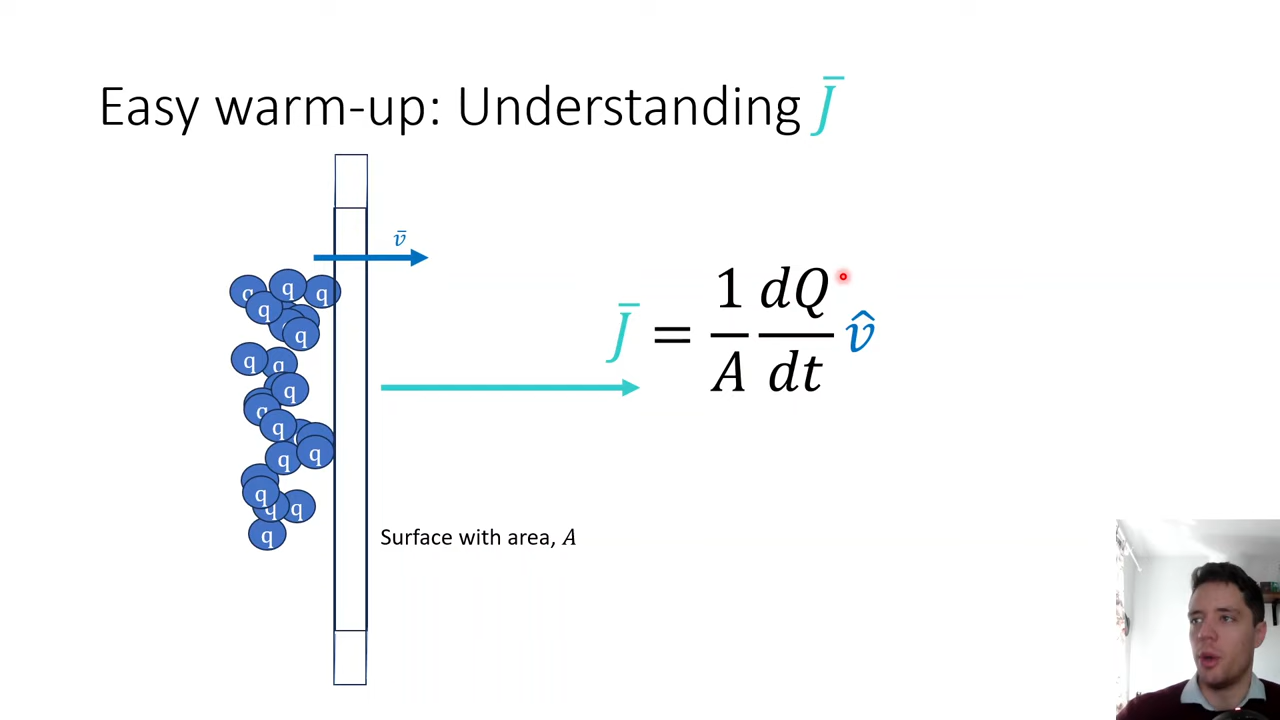 Easy warm-up: Understanding J̄
v̄
q q q
q
q
q q
q
q
q
q q
q
q q
q
J̄ = 1/A dQ/dt v̂
Surface with area, A